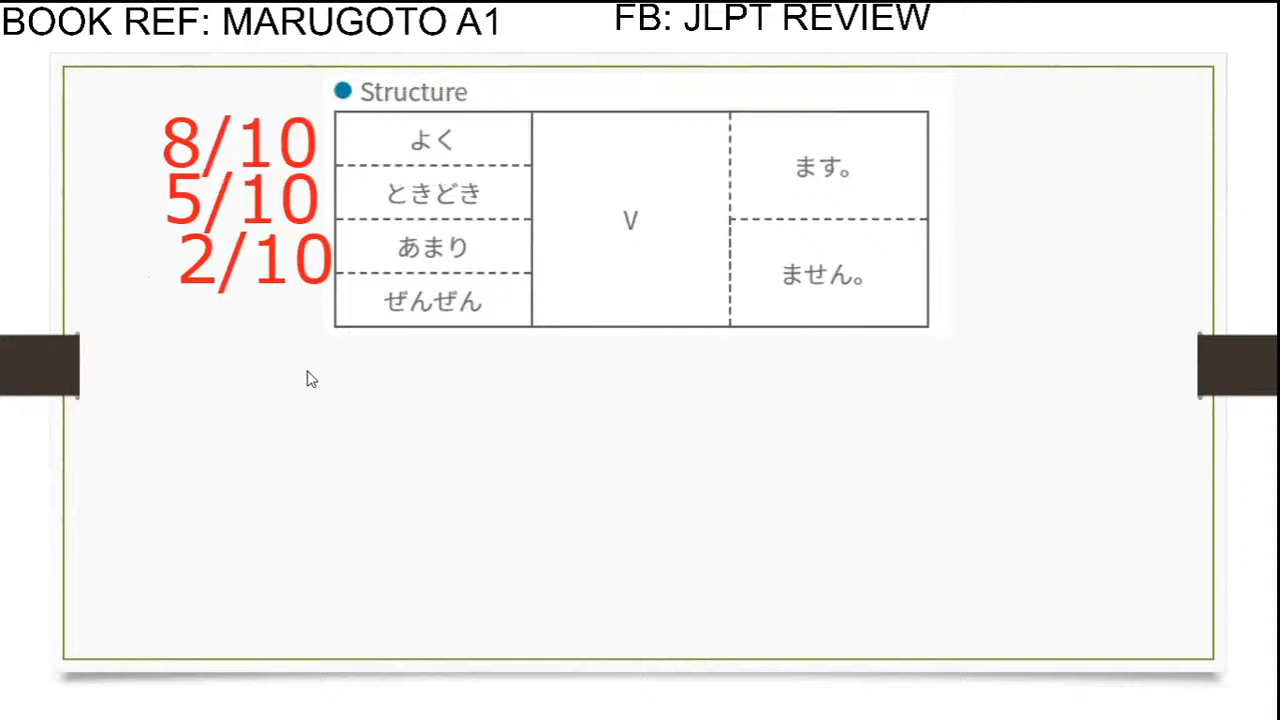 BOOK REF: MARUGOTO A1
FB: JLPT REVIEW
Structure
8/10
よく
5/10
ときどき
2/10
あまり
ぜんぜん
V
ます。
ません。